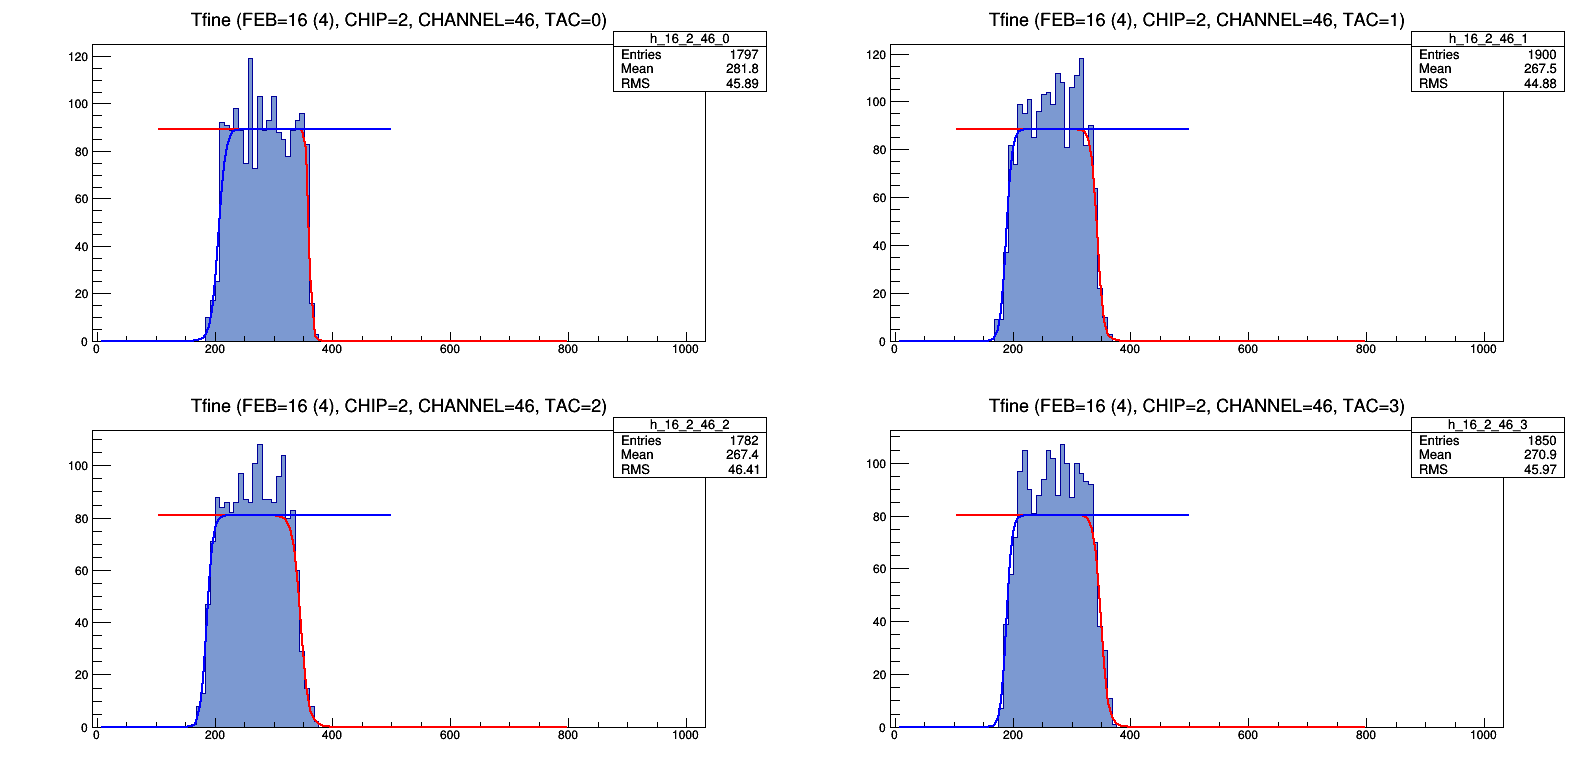 Tfine (FEB=16 (4), CHIP=2, CHANNEL=46, TAC=0)
h_16_2_46_0
Entries 1797
Mean 281.8
RMS 45.89
120
100
80
60
40
20
0
0 200 400 600 800 1000
Tfine (FEB=16 (4), CHIP=2, CHANNEL=46, TAC=1)
h_16_2_46_1
Entries 1900
Mean 267.5
RMS 44.88
120
100
80
60
40
20
0
0 200 400 600 800 1000
Tfine (FEB=16 (4), CHIP=2, CHANNEL=46, TAC=2)
h_16_2_46_2
Entries 1782
Mean 267.4
RMS 46.41
100
80
60
40
20
0
0 200 400 600 800 1000
Tfine (FEB=16 (4), CHIP=2, CHANNEL=46, TAC=3)
h_16_2_46_3
Entries 1850
Mean 270.9
RMS 45.97
100
80
60
40
20
0
0 200 400 600 800 1000